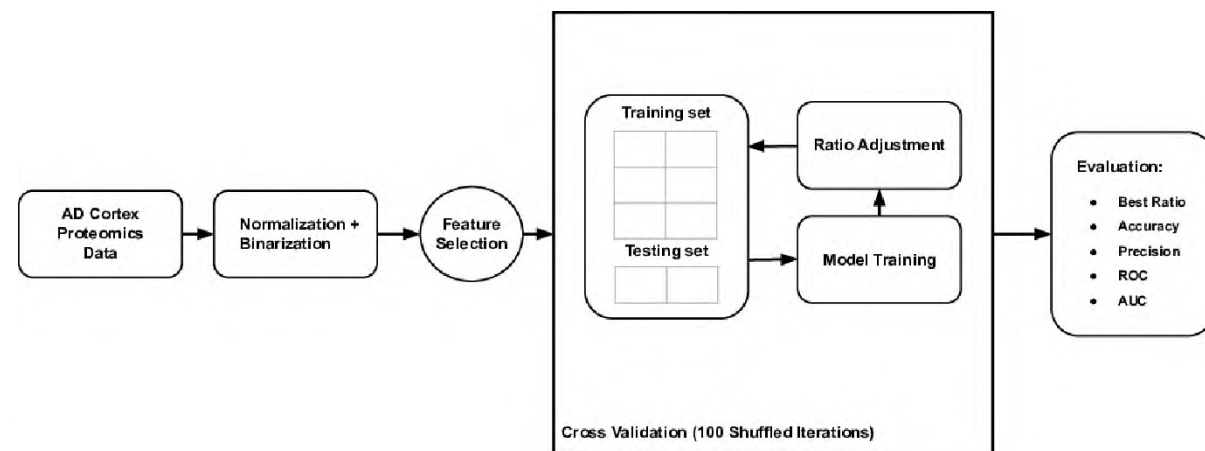 AD Cortex
Proteomics
Data
Normalization +
Binarization
Feature
Selection
Training set
Testing set
Ratio Adjustment
Model Training
Cross Validation (100 Shuffled Iterations)
Evaluation:
● Best Ratio
● Accuracy
● Precision
● ROC
● AUC